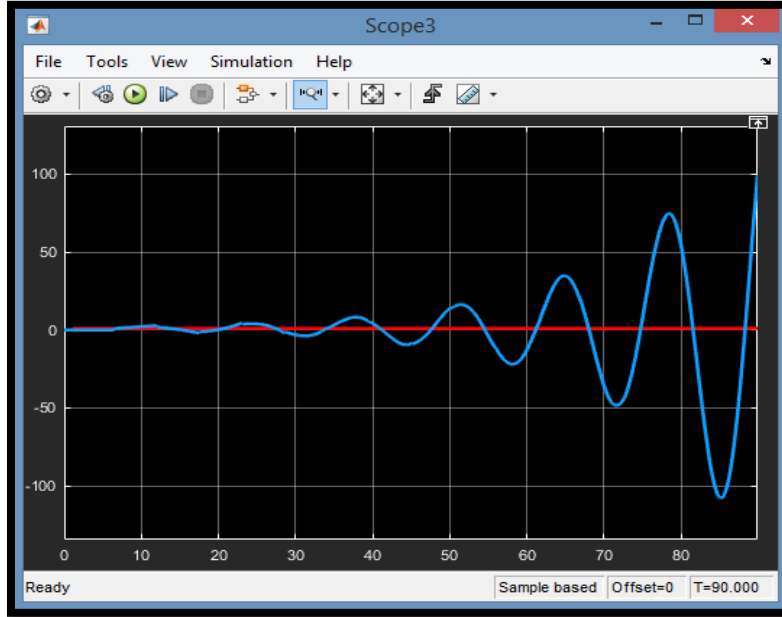 Scope3
File Tools View Simulation Help
100
50
0
-50
-100
0 10 20 30 40 50 60 70 80
Ready Sample based Offset=0 T=90.000